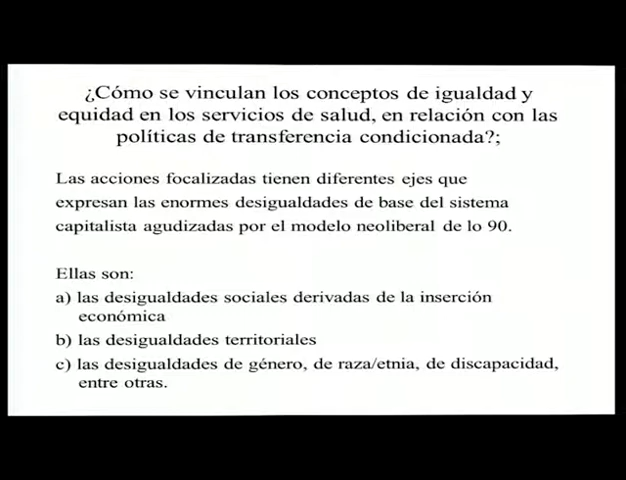 ¿Cómo se vinculan los conceptos de igualdad y
equidad en los servicios de salud, en relación con las
políticas de transferencia condicionada?;
Las acciones focalizadas tienen diferentes ejes que
expresan las enormes desigualdades de base del sistema
capitalista agudizadas por el modelo neoliberal de lo 90.
Ellas son:
a) las desigualdades sociales derivadas de la inserción
económica
b) las desigualdades territoriales
c) las desigualdades de género, de raza/etnia, de discapacidad,
entre otras.